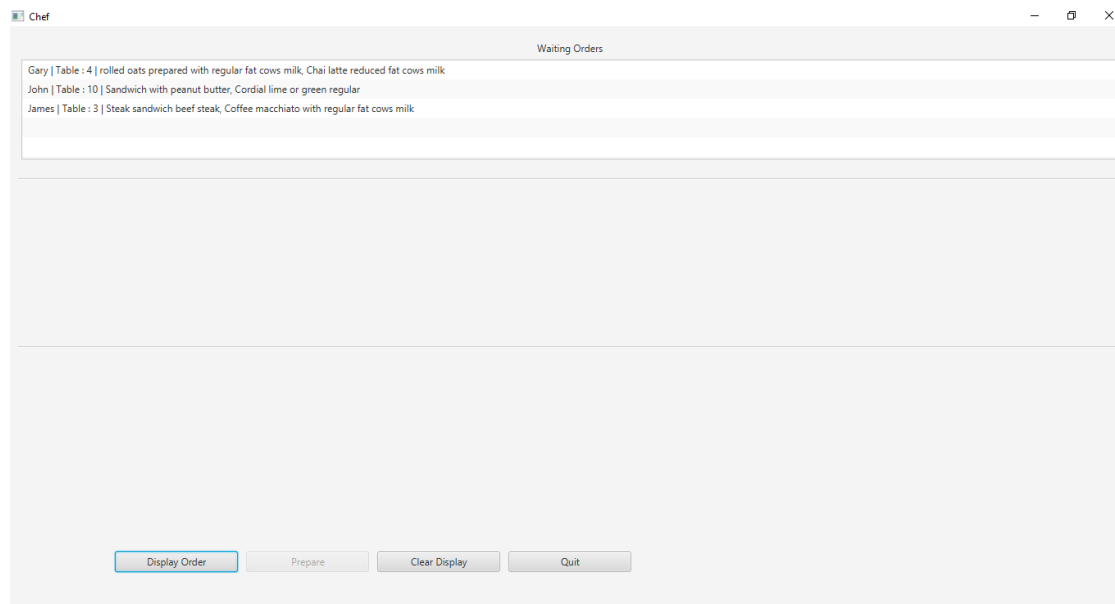 Chef
Waiting Orders
Gary | Table : 4 | rolled oats prepared with regular fat cows milk, Chai latte reduced fat cows milk
John | Table : 10 | Sandwich with peanut butter, Cordial lime or green regular
James | Table : 3 | Steak sandwich beef steak, Coffee macchiato with regular fat cows milk
Display Order Prepare Clear Display Quit